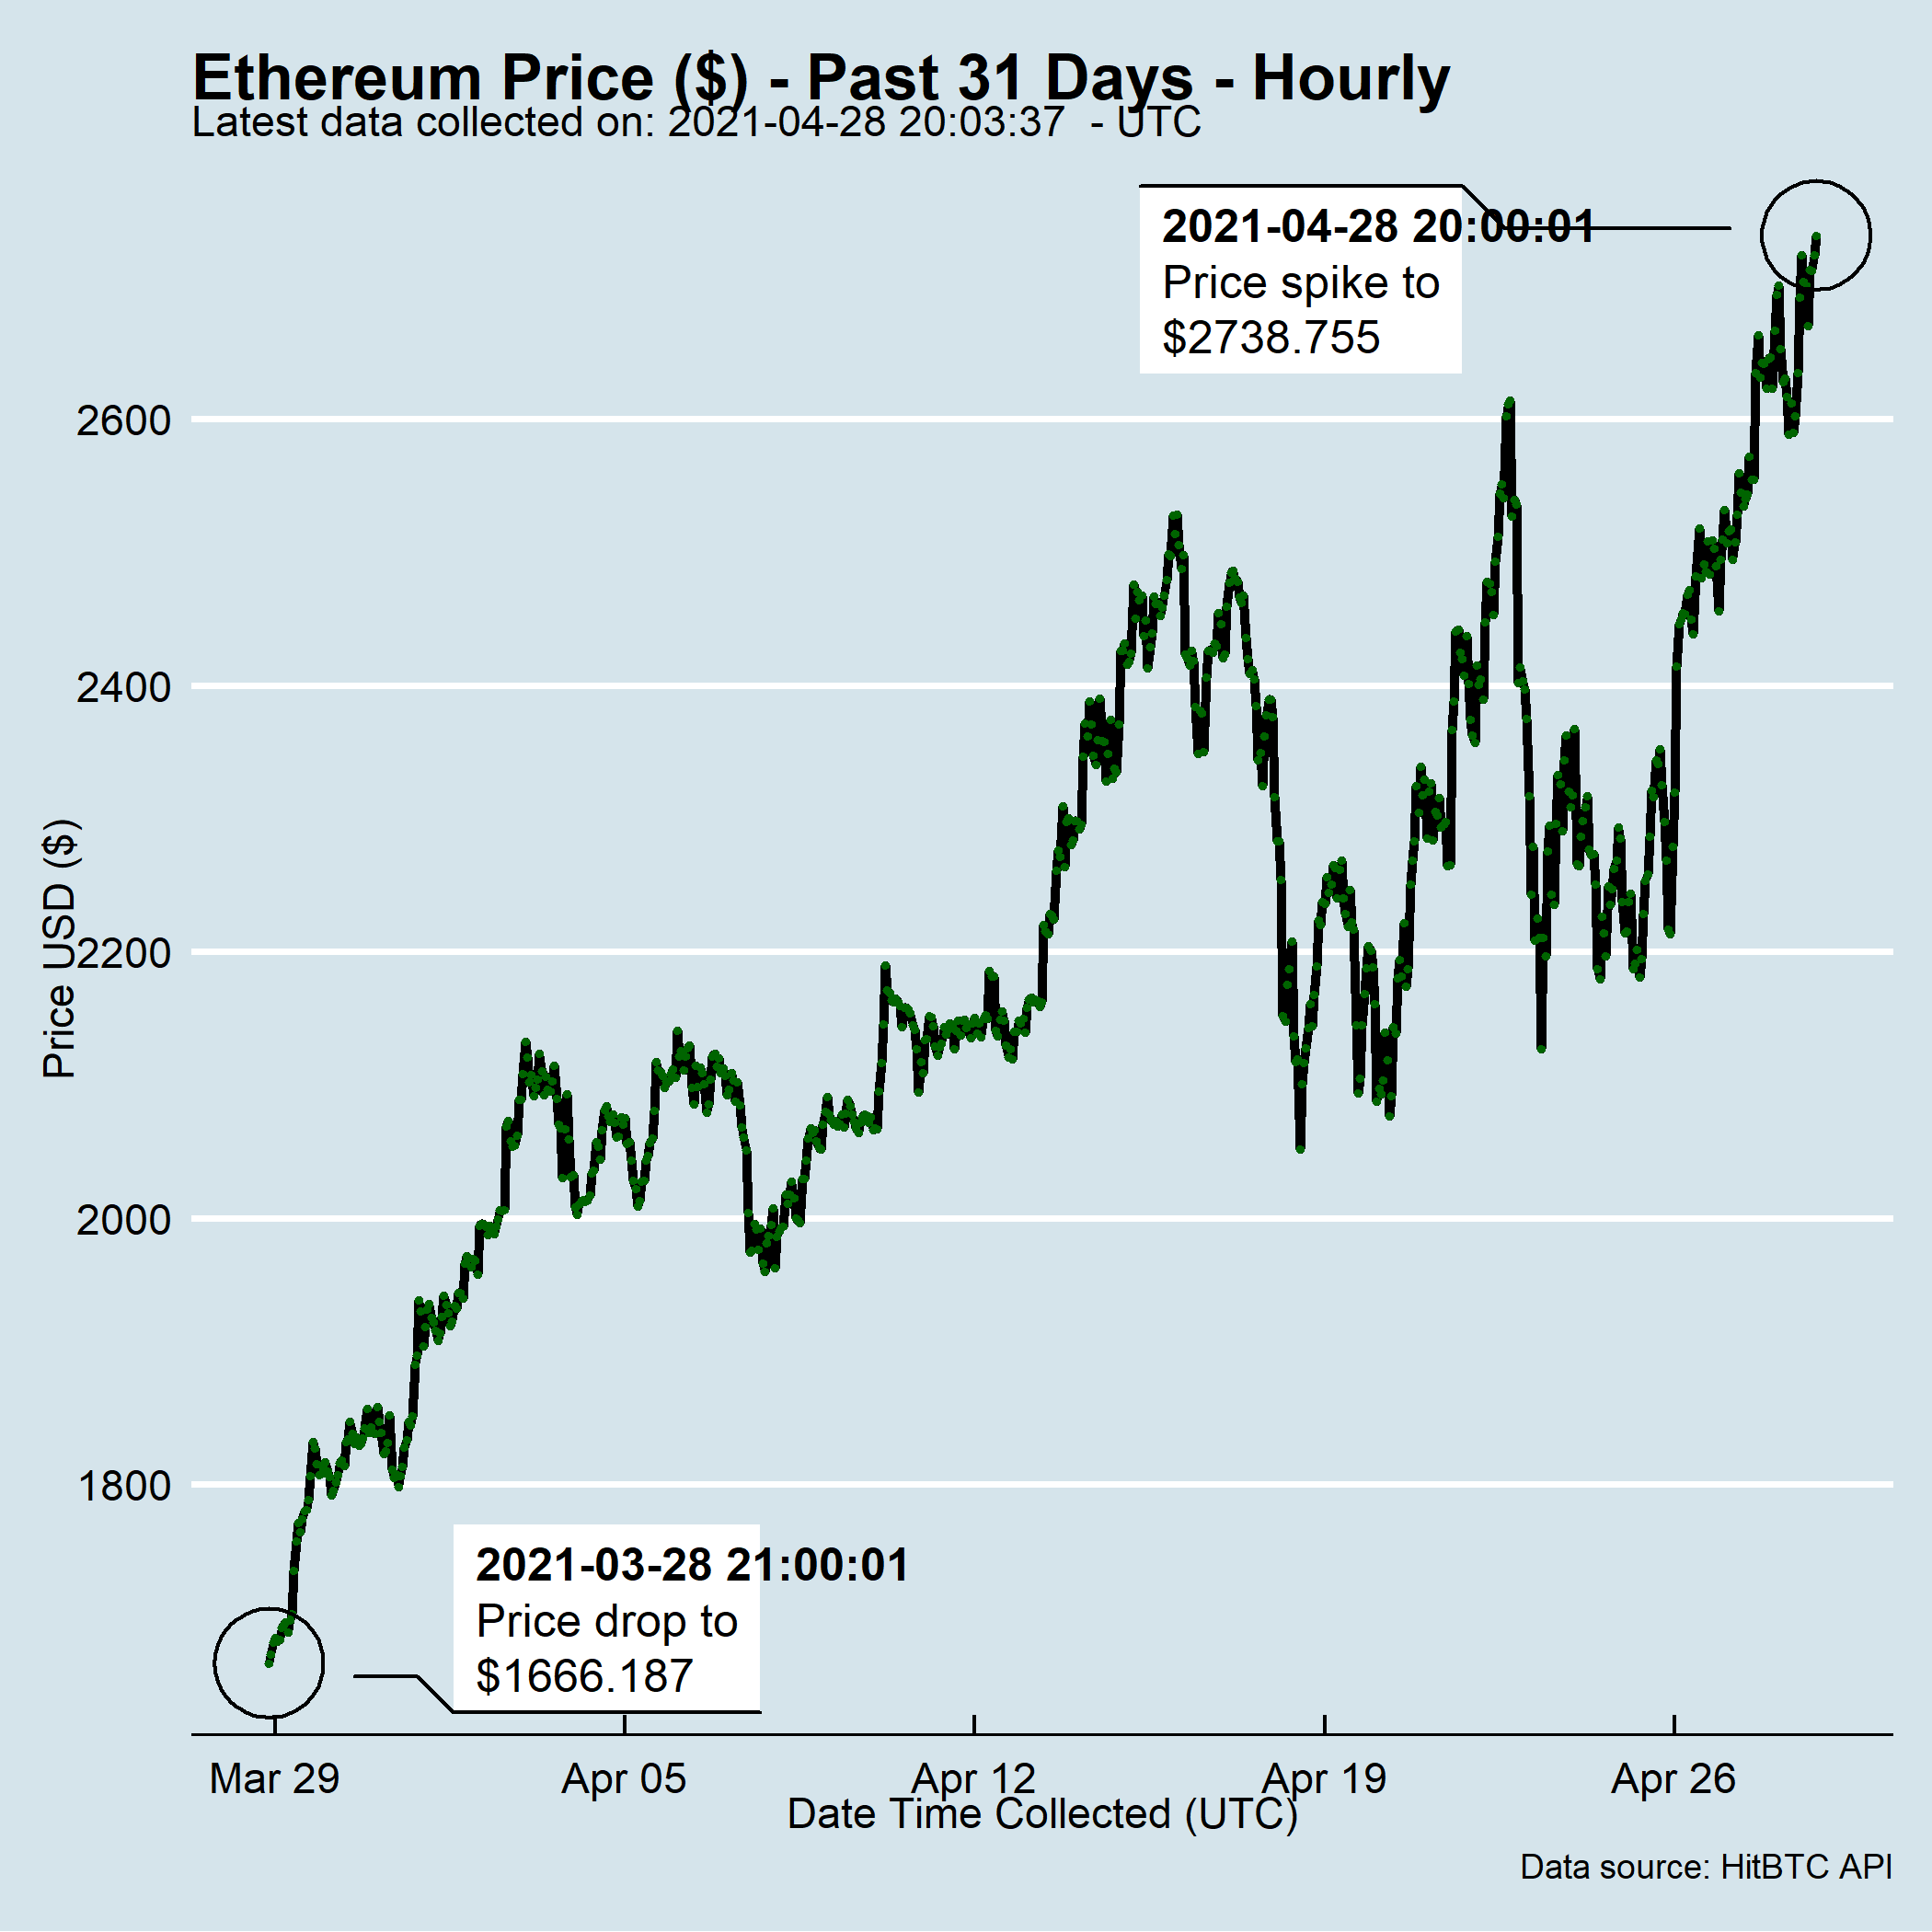 Ethereum Price ($) - Past 31 Days - Hourly
Latest data collected on: 2021-04-28 20:03:37  - UTC
2021-04-28 20:00:01
Price spike to
$2738.755
2600
2400
2200
2000
1800
Price USD ($)
2021-03-28 21:00:01
Price drop to
$1666.187
Mar 29
Apr 05
Apr 12
Apr 19
Apr 26
Date Time Collected (UTC)
Data source: HitBTC API